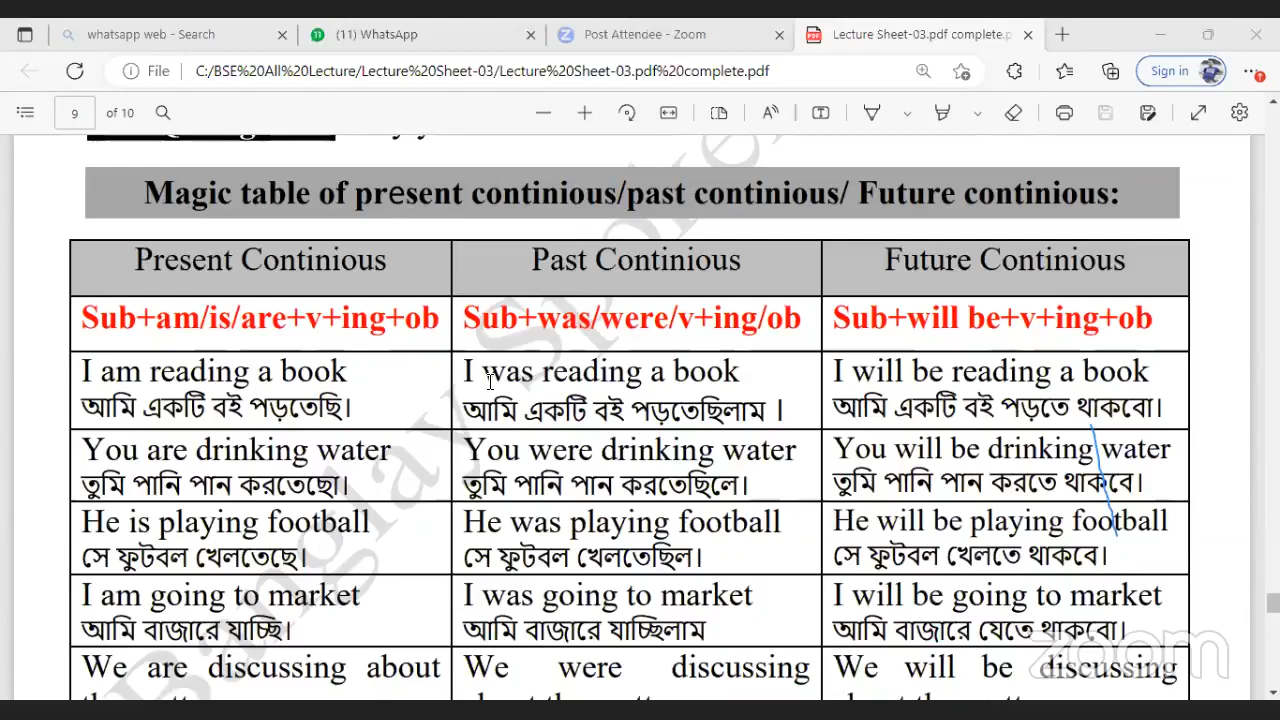 whatsapp web - Search
(11) WhatsApp
Post Attendee - Zoom
Lecture Sheet-03.pdf complete.p
File
C:/BSE%20All%20Lecture/Lecture%20Sheet-03/Lecture%20Sheet-03.pdf%20complete.pdf
Sign in
9 of 10
Magic table of present continious/past continious/ Future continious:
Present Continious
Past Continious
Future Continious
Sub+am/is/are+v+ing+ob
Sub+was/were/v+ing/ob
Sub+will be+v+ing+ob
I am reading a book
আমি একটি বই পড়তেছি।
I was reading a book
আমি একটি বই পড়তেছিলাম ।
I will be reading a book
আমি একটি বই পড়তে থাকবো।
You are drinking water
তুমি পানি পান করতেছো।
You were drinking water
তুমি পানি পান করতেছিলে।
You will be drinking water
তুমি পানি পান করতে থাকবে।
He is playing football
সে ফুটবল খেলতেছে।
He was playing football
সে ফুটবল খেলতেছিল।
He will be playing football
সে ফুটবল খেলতে থাকবে।
I am going to market
আমি বাজারে যাচ্ছি।
I was going to market
আমি বাজারে যাচ্ছিলাম
I will be going to market
আমি বাজারে যেতে থাকবো।
We are discussing about
We were discussing
We will be discussing
zoom